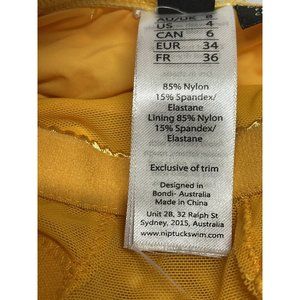 AU/UK 8
US 4
CAN 6
EUR 34
FR 36
85% Nylon
15% Spandex/
Elastane
Lining 85% Nylon
15% Spandex/
Elastane
Exclusive of trim
Designed in
Bondi- Australia
Made in China
Unit 2B, 32 Ralph St
Sydney, 2015, Australia
www.niptuckswim.com